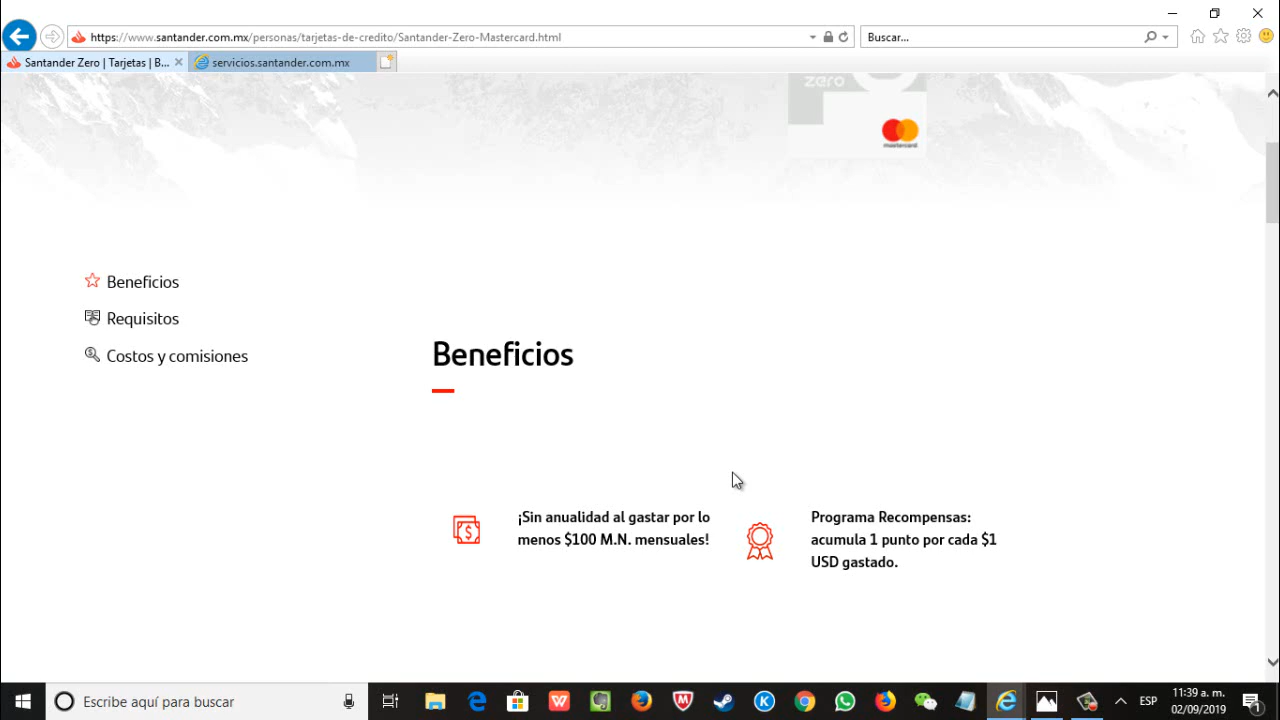 https://www.santander.com.mx/personas/tarjetas-de-credito/Santander-Zero-Mastercard.html
Buscar...
Santander Zero | Tarjetas | B...
servicios.santander.com.mx
zero
mastercard
Beneficios
Requisitos
Costos y comisiones
Beneficios
¡Sin anualidad al gastar por lo
menos $100 M.N. mensuales!
Programa Recompensas:
acumula 1 punto por cada $1
USD gastado.
Escribe aquí para buscar
ESP
11:39 a. m.
02/09/2019